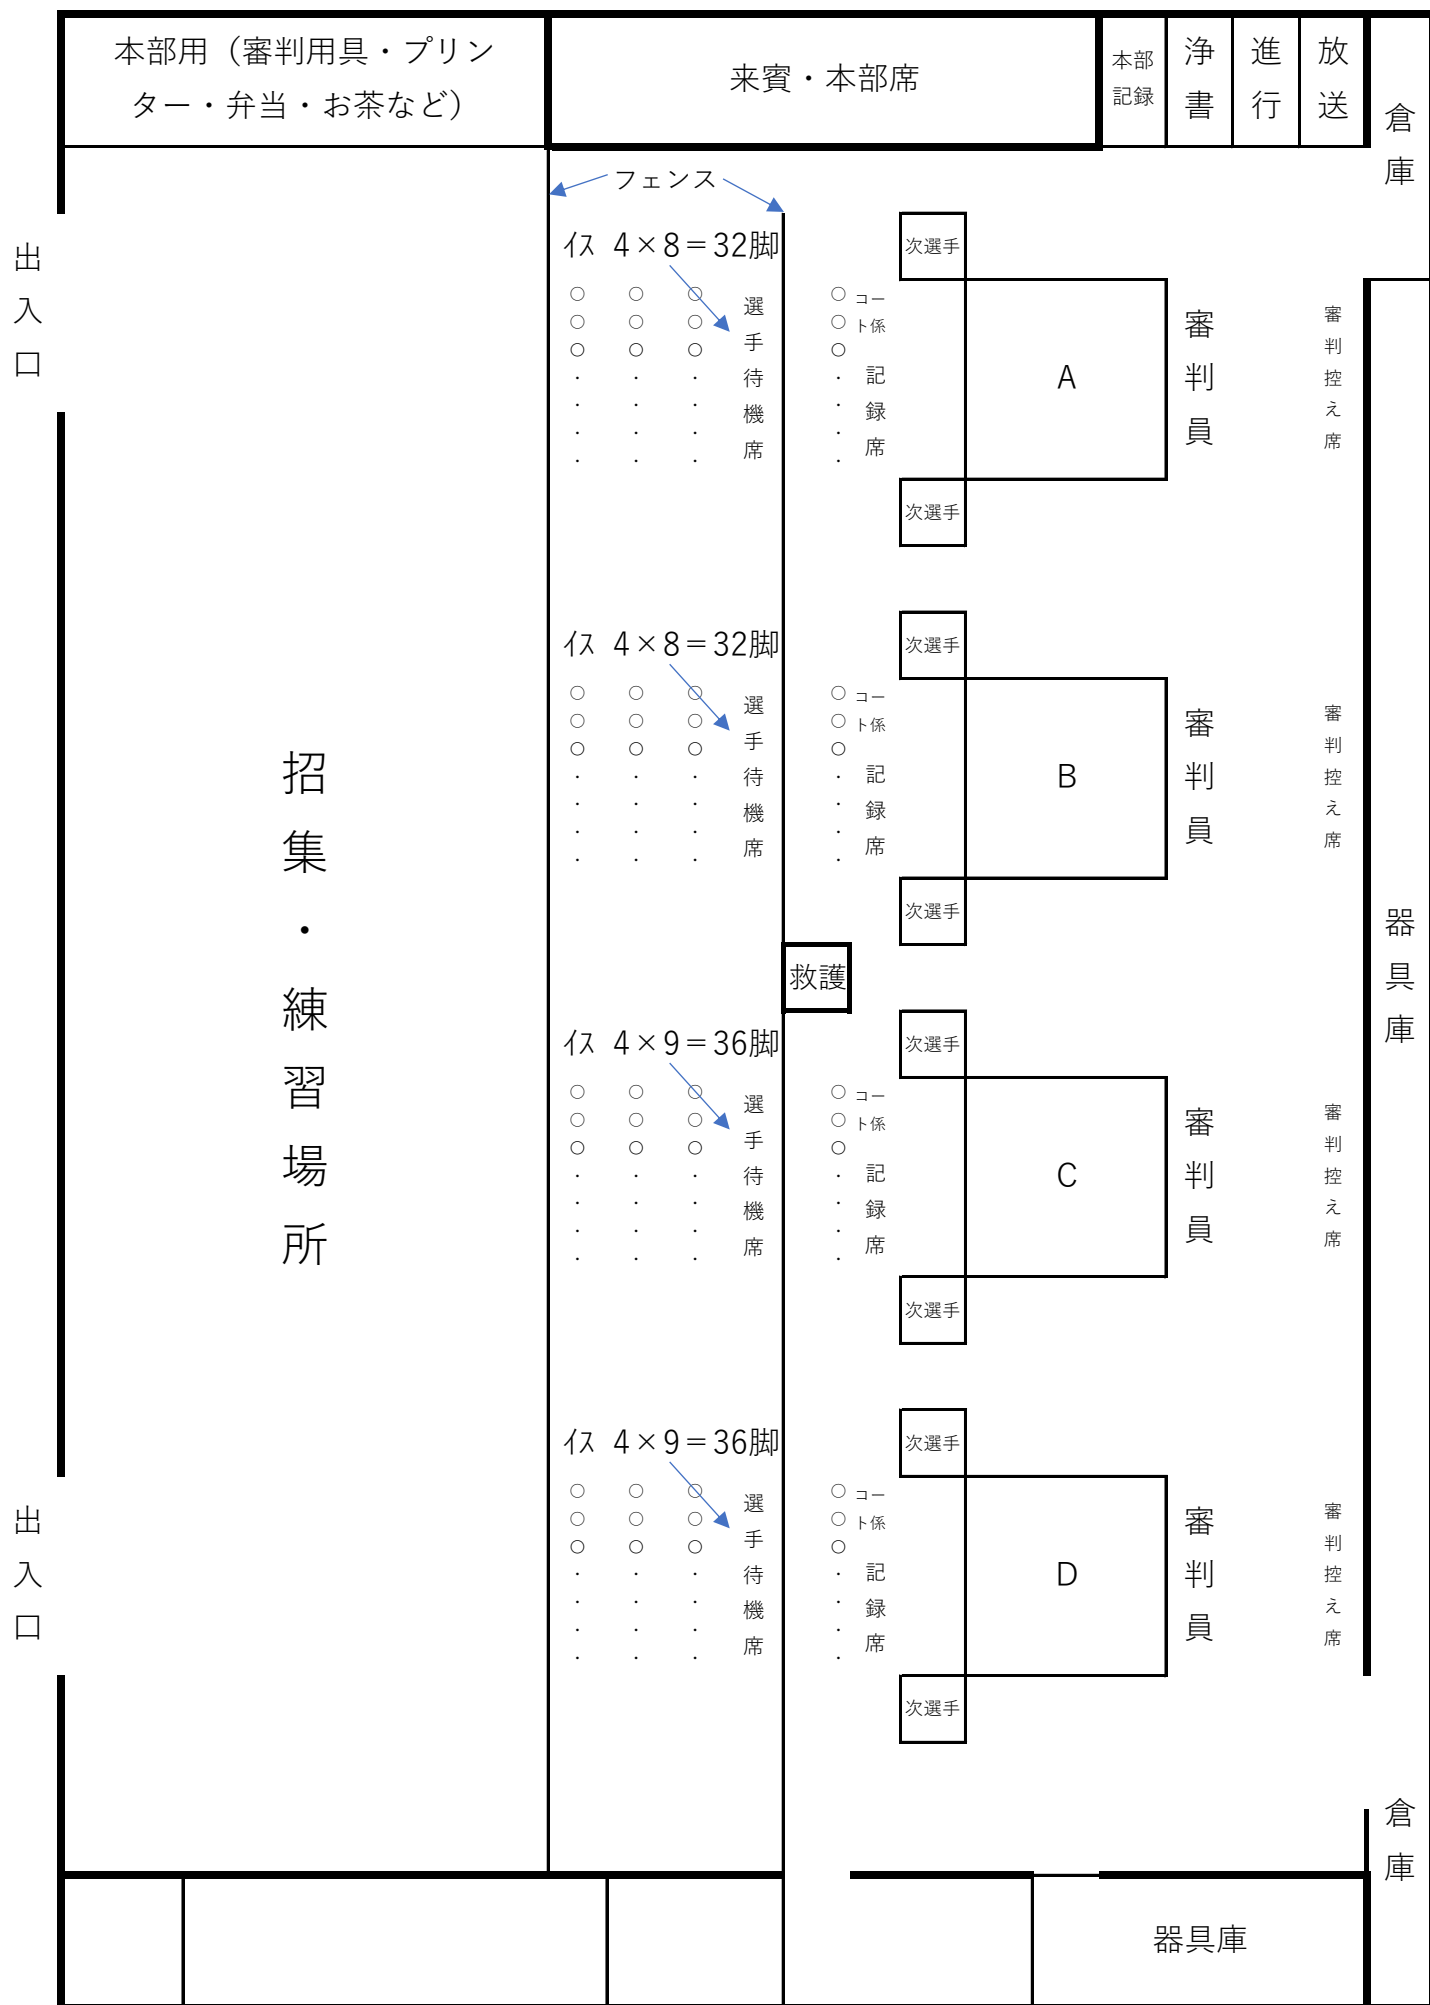 本部用（審判用具・プリン
ター・弁当・お茶など）
来賓・本部席
本部
記録
浄書
進行
放送
倉庫
フェンス
出入口
ｲｽ 4×8＝32脚
選手待機席
コー
ト係
記録席
次選手
A
次選手
審判員
審判控え席
ｲｽ 4×8＝32脚
選手待機席
コー
ト係
記録席
次選手
B
次選手
審判員
審判控え席
招集・練習場所
救護
器具庫
ｲｽ 4×9＝36脚
選手待機席
コー
ト係
記録席
次選手
C
次選手
審判員
審判控え席
出入口
ｲｽ 4×9＝36脚
選手待機席
コー
ト係
記録席
次選手
D
次選手
審判員
審判控え席
倉庫
器具庫